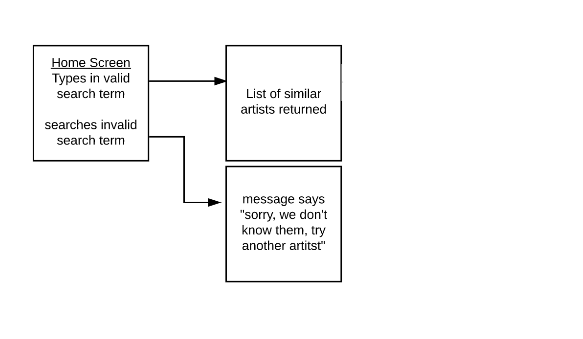 Home Screen
Types in valid
search term
searches invalid
search term
List of similar
artists returned
message says
"sorry, we don't
know them, try
another artitst"